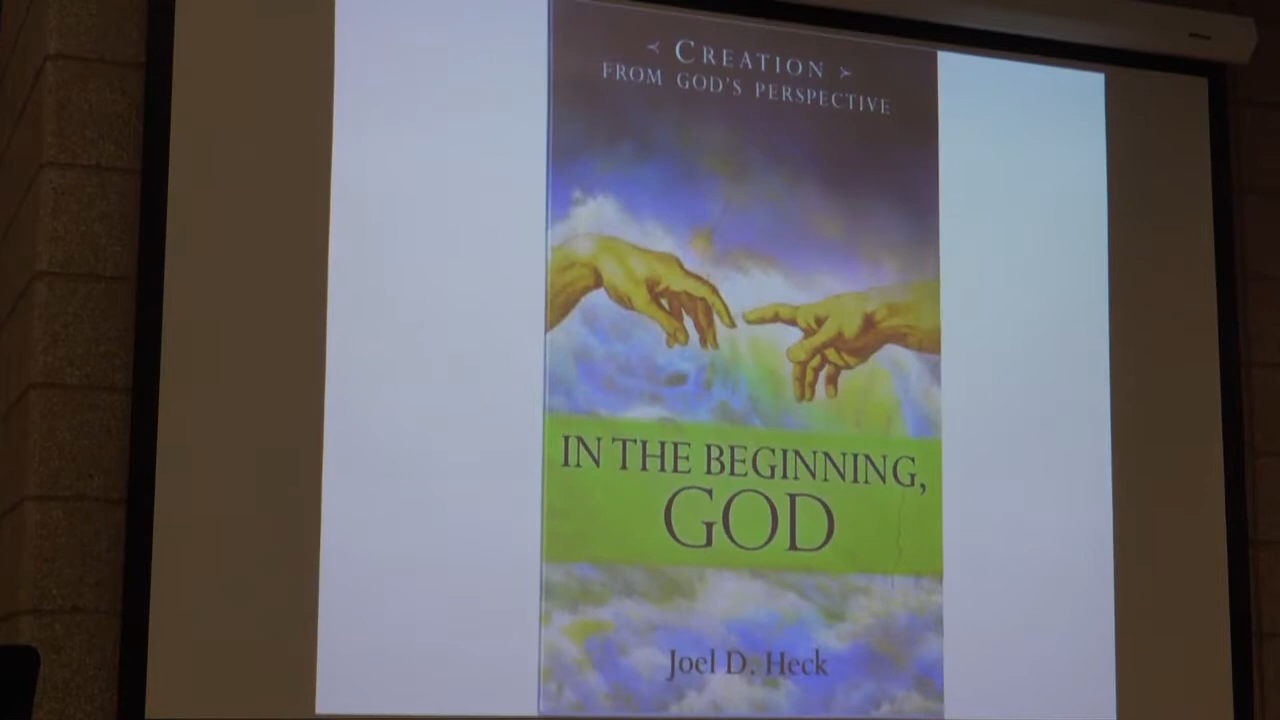 CREATION
FROM GOD'S PERSPECTIVE
IN THE BEGINNING,
GOD
Joel D. Heck